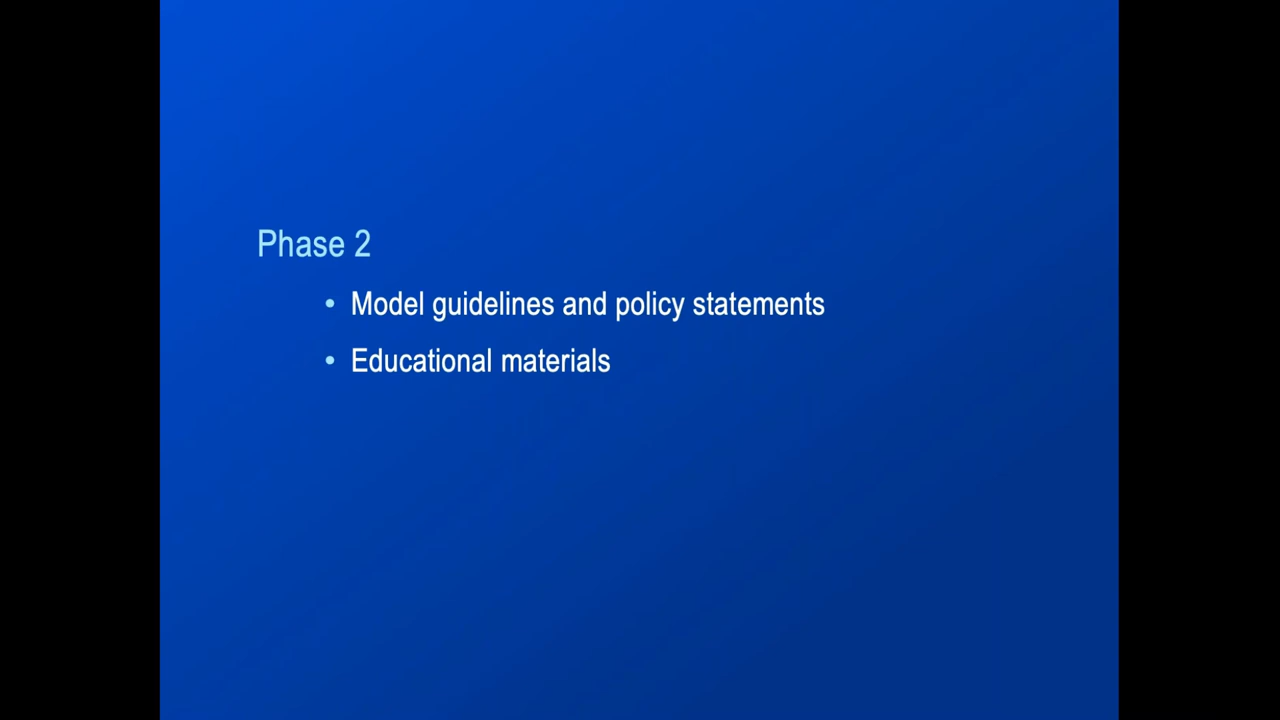 Phase 2
• Model guidelines and policy statements
• Educational materials